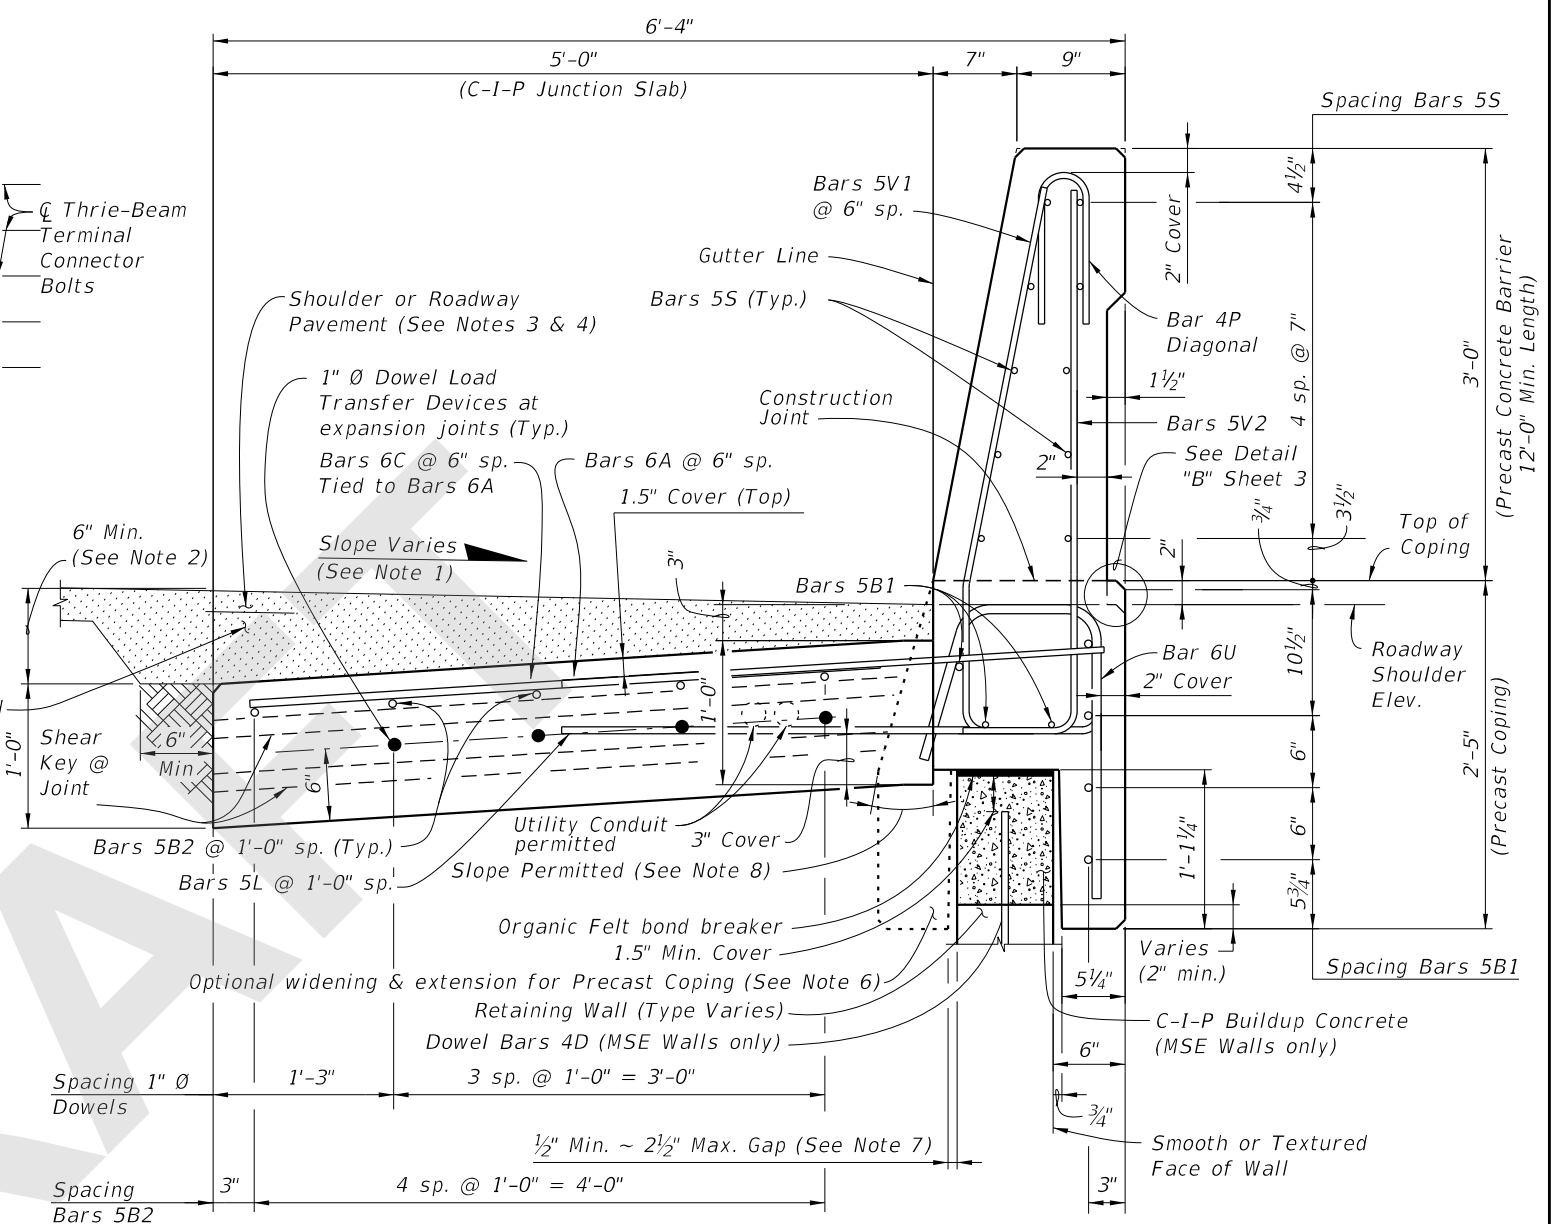 6'-4"
5'-0"
(C-I-P Junction Slab)
7"
9"
Spacing Bars 5S
℄ Thrie-Beam
Terminal
Connector
Bolts
Bars 5V1
@ 6" sp.
Gutter Line
Bars 5S (Typ.)
Shoulder or Roadway
Pavement (See Notes 3 & 4)
1" Ø Dowel Load
Transfer Devices at
expansion joints (Typ.)
Bars 6C @ 6" sp.
Tied to Bars 6A
Bars 6A @ 6" sp.
1.5" Cover (Top)
Construction
Joint
2" Cover
4½"
Bar 4P
Diagonal
1½"
4 sp. @ 7"
Bars 5V2
2"
See Detail
"B" Sheet 3
3'-0"
(Precast Concrete Barrier
12'-0" Min. Length)
¾"
3½"
Top of
Coping
6" Min.
(See Note 2)
Slope Varies
(See Note 1)
3"
Bars 5B1
2"
Roadway
Shoulder
Elev.
Bar 6U
2" Cover
10½"
1'-0"
Shear
Key @
Joint
6"
Min
6"
1'-0"
Utility Conduit
permitted
3" Cover
Bars 5B2 @ 1'-0" sp. (Typ.)
Bars 5L @ 1'-0" sp.
Slope Permitted (See Note 8)
6"
6"
5¾"
1'-1¼"
2'-5"
(Precast Coping)
Organic Felt bond breaker
1.5" Min. Cover
Optional widening & extension for Precast Coping (See Note 6)
Retaining Wall (Type Varies)
Dowel Bars 4D (MSE Walls only)
Varies
(2" min.)
Spacing Bars 5B1
5¼"
C-I-P Buildup Concrete
(MSE Walls only)
6"
¾"
Spacing 1" Ø
Dowels
1'-3"
3 sp. @ 1'-0" = 3'-0"
½" Min. ~ 2½" Max. Gap (See Note 7)
Smooth or Textured
Face of Wall
Spacing
Bars 5B2
3"
4 sp. @ 1'-0" = 4'-0"
3"